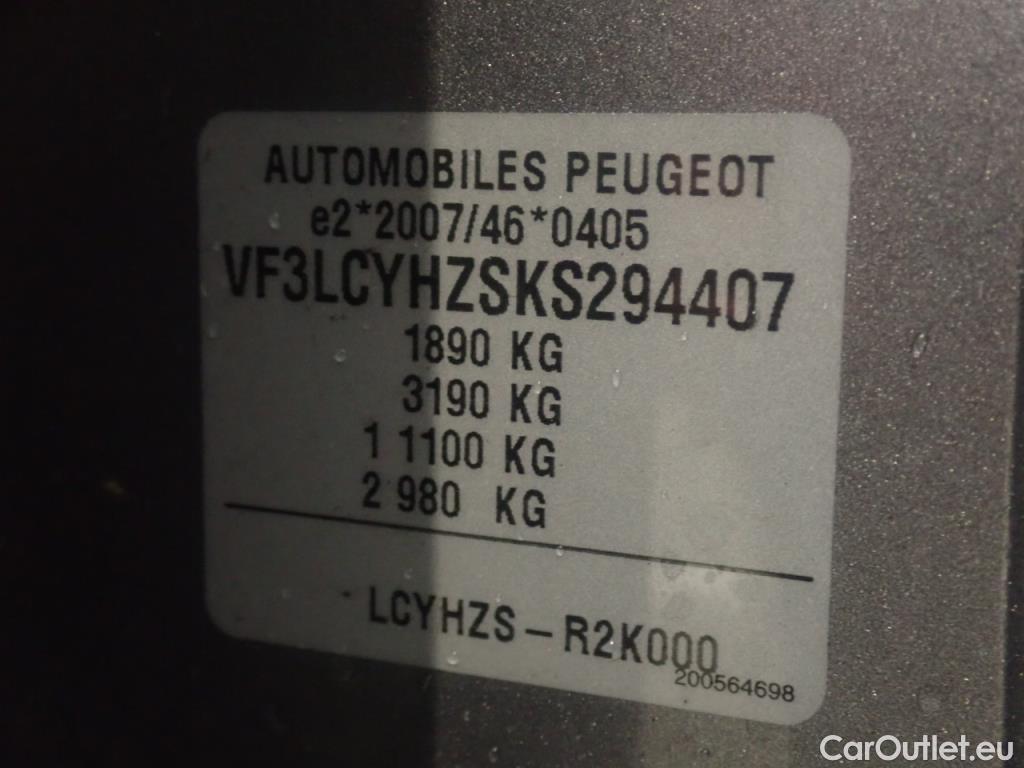 AUTOMOBILES PEUGEOT
e2*2007/46*0405
VF3LCYHZSKS294407
1890 KG
3190 KG
1 1100 KG
2 980 KG
LCYHZS – R2K000
200564698
CarOutlet.eu